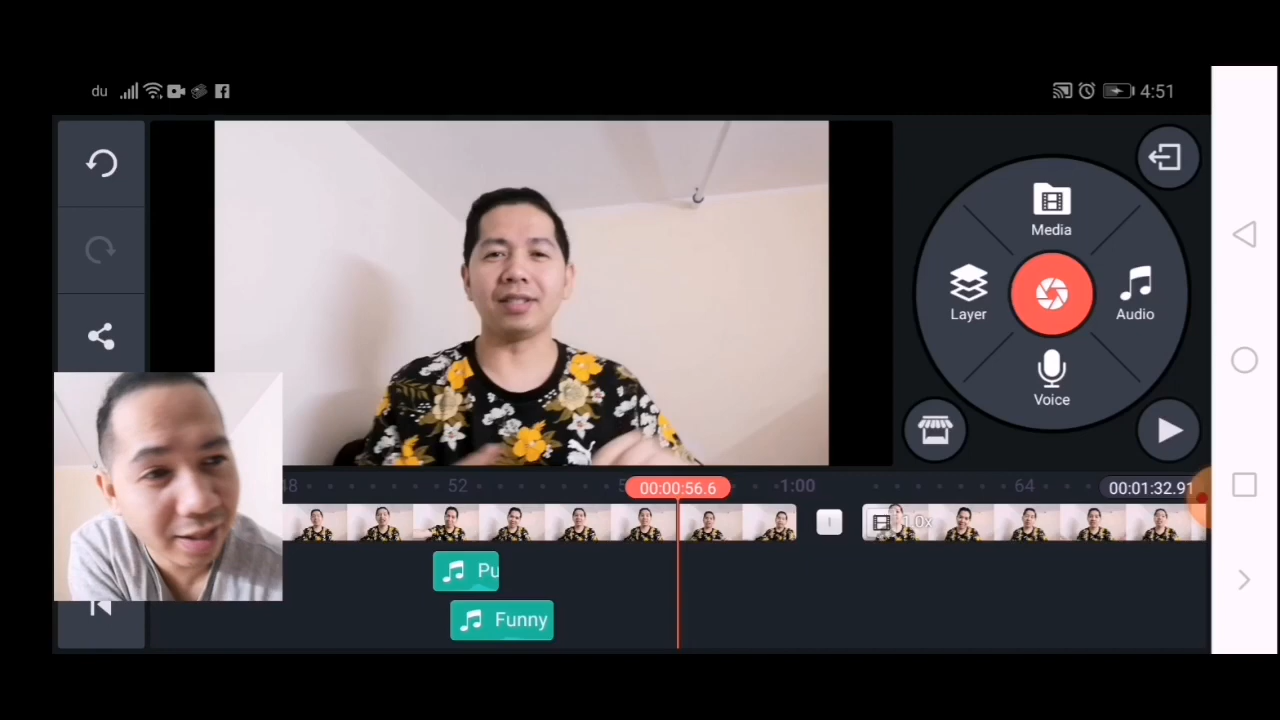 du
4:51
Media
Layer
Audio
Voice
48
52
00:00:56.6
-1:00
64
00:01:32.91
1.0x
Pu
Funny